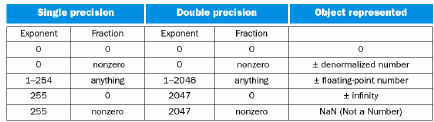 Single precision Double precision Object represented
Exponent Fraction Exponent Fraction
0 0 0 0 0
0 nonzero 0 nonzero ± denormalized number
1–254 anything 1–2046 anything ± floating-point number
255 0 2047 0 ± infinity
255 nonzero 2047 nonzero NaN (Not a Number)